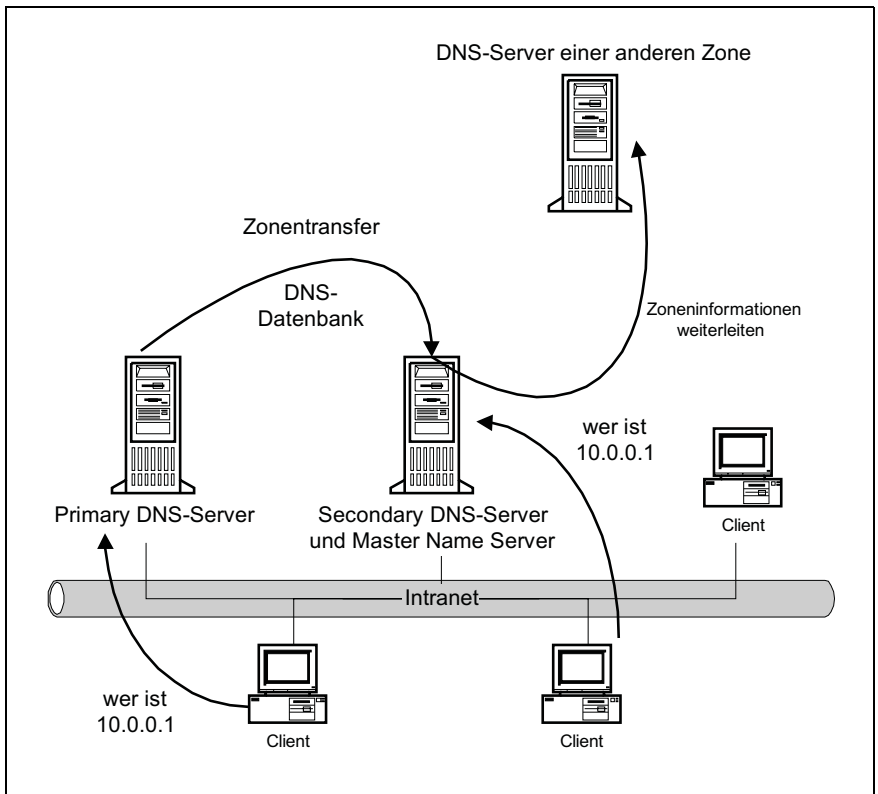 DNS-Server einer anderen Zone
Zonentransfer
DNS-
Datenbank
Zoneninformationen
weiterleiten
wer ist
10.0.0.1
Primary DNS-Server
Secondary DNS-Server
und Master Name Server
Client
Intranet
wer ist
10.0.0.1
Client
Client